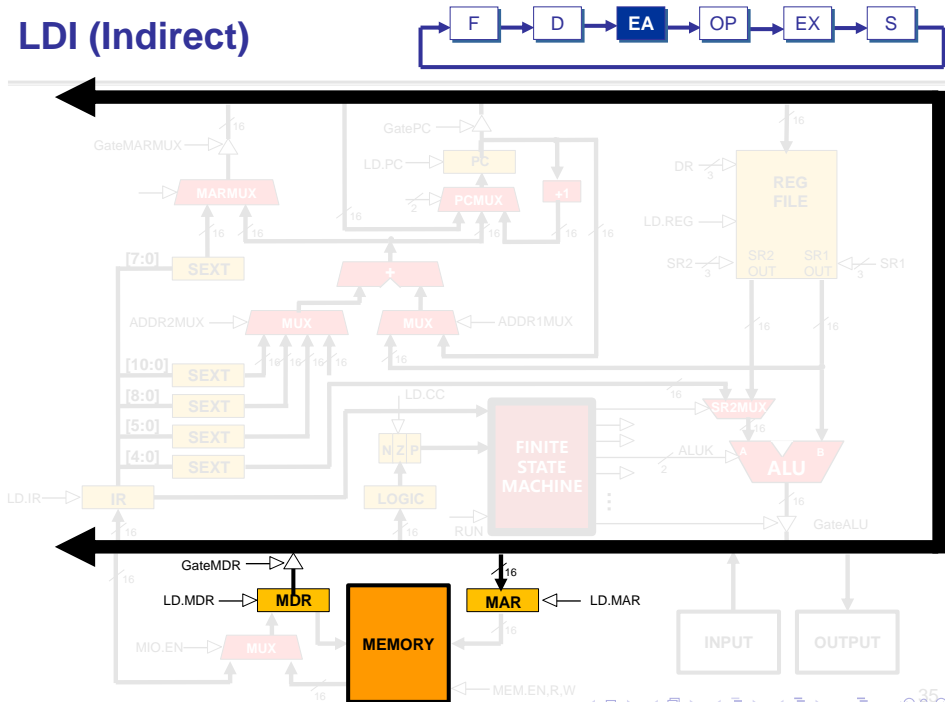 LDI (Indirect)
F D EA OP EX S
16 16
GateMARMUX
GatePC
LD.PC
PC
DR
3
REG
FILE
MARMUX
2
PCMUX
+1
LD.REG
16 16 16 16 16 16 16
[7:0] SEXT
SR2
3
SR2
OUT
SR1
OUT
3
SR1
+
ADDR2MUX MUX MUX ADDR1MUX
16 16
[10:0] SEXT 16 16 16 16 16
[8:0] SEXT
LD.CC
16
SR2MUX
[5:0] SEXT
16
N Z P
FINITE
STATE
MACHINE
ALUK
2
A B
ALU
[4:0] SEXT
LD.IR IR
LOGIC
16
GateALU
RUN
16 16
16
GateMDR
16
LD.MDR MDR
MEMORY
MAR LD.MAR
16
MIO.EN MUX
INPUT OUTPUT
16
MEM.EN,R,W
35